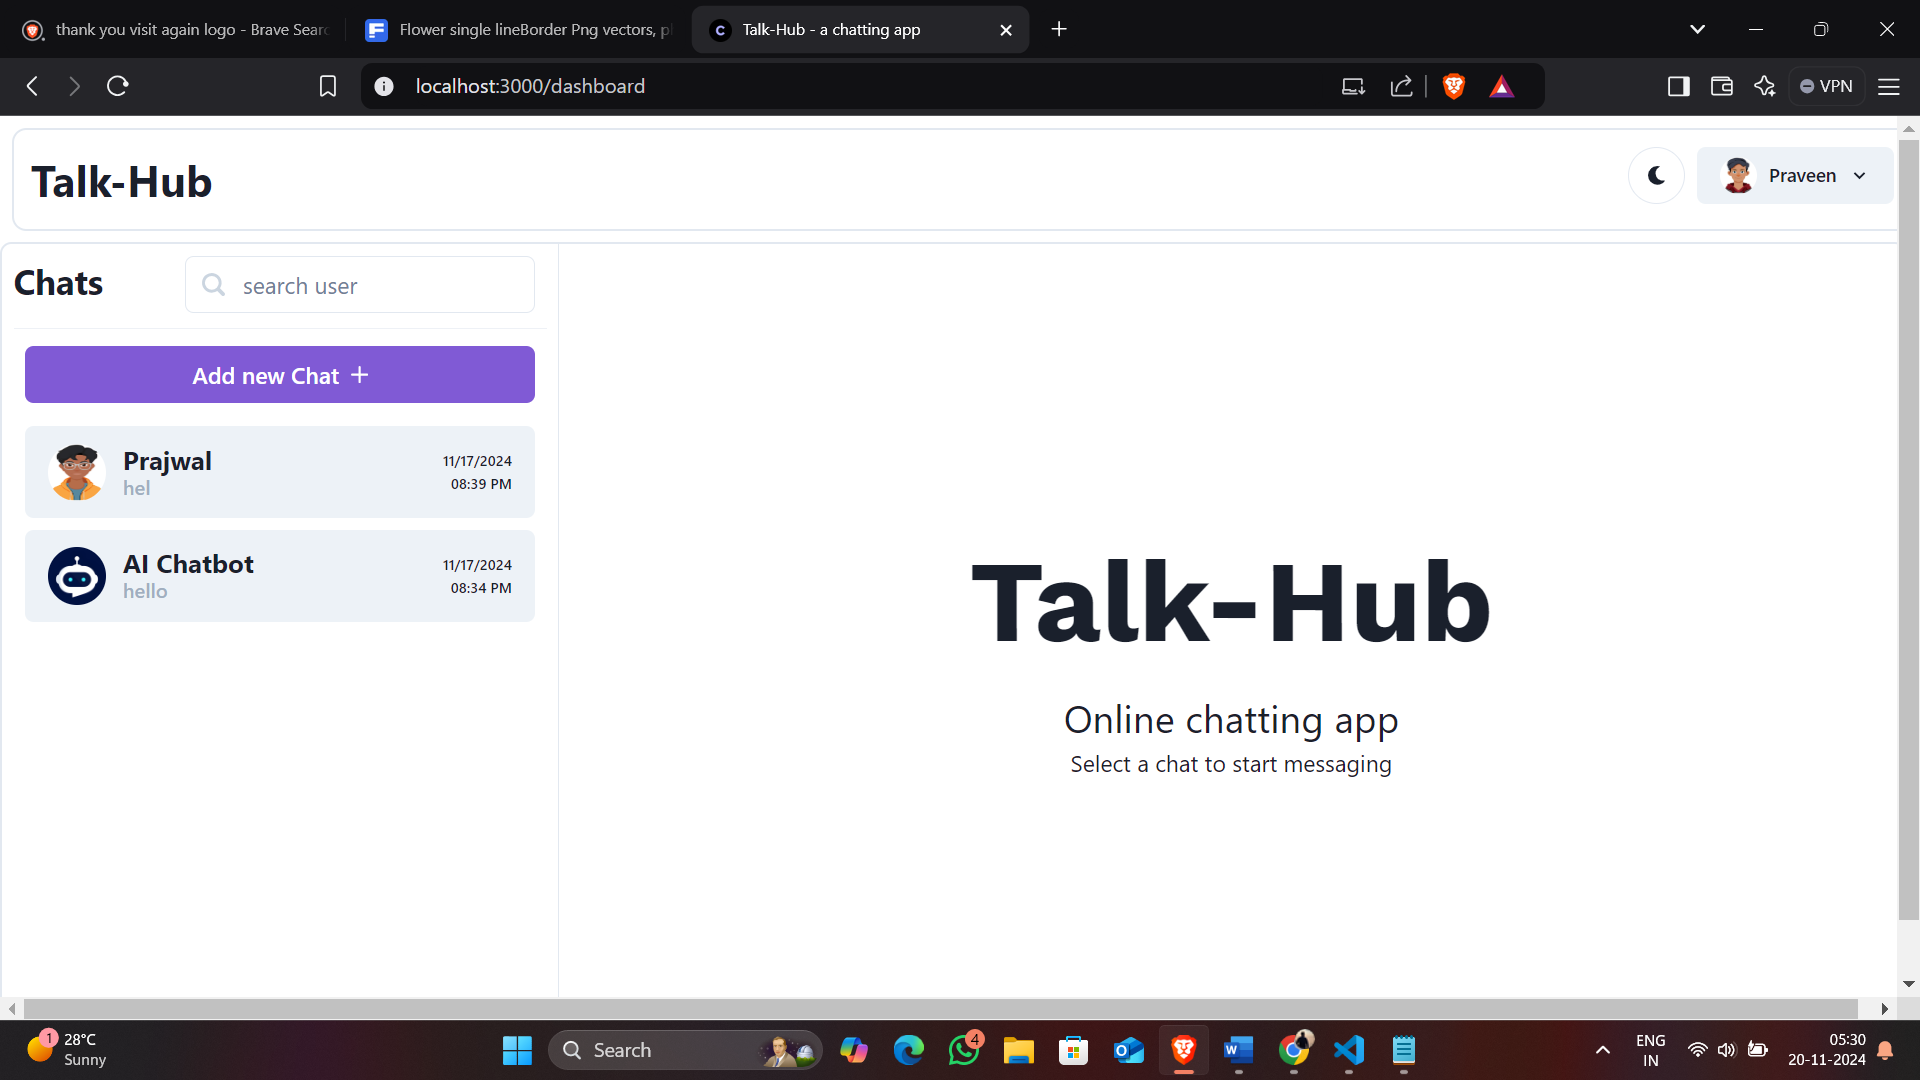 thank you visit again logo - Brave Sear
Flower single lineBorder Png vectors, p
Talk-Hub - a chatting app
localhost:3000/dashboard
VPN
Talk-Hub
Praveen
Chats
search user
Add new Chat +
Prajwal
11/17/2024
hel
08:39 PM
AI Chatbot
11/17/2024
hello
08:34 PM
Talk-Hub
Online chatting app
Select a chat to start messaging
1
28°C
Sunny
Search
4
ENG
IN
05:30
20-11-2024